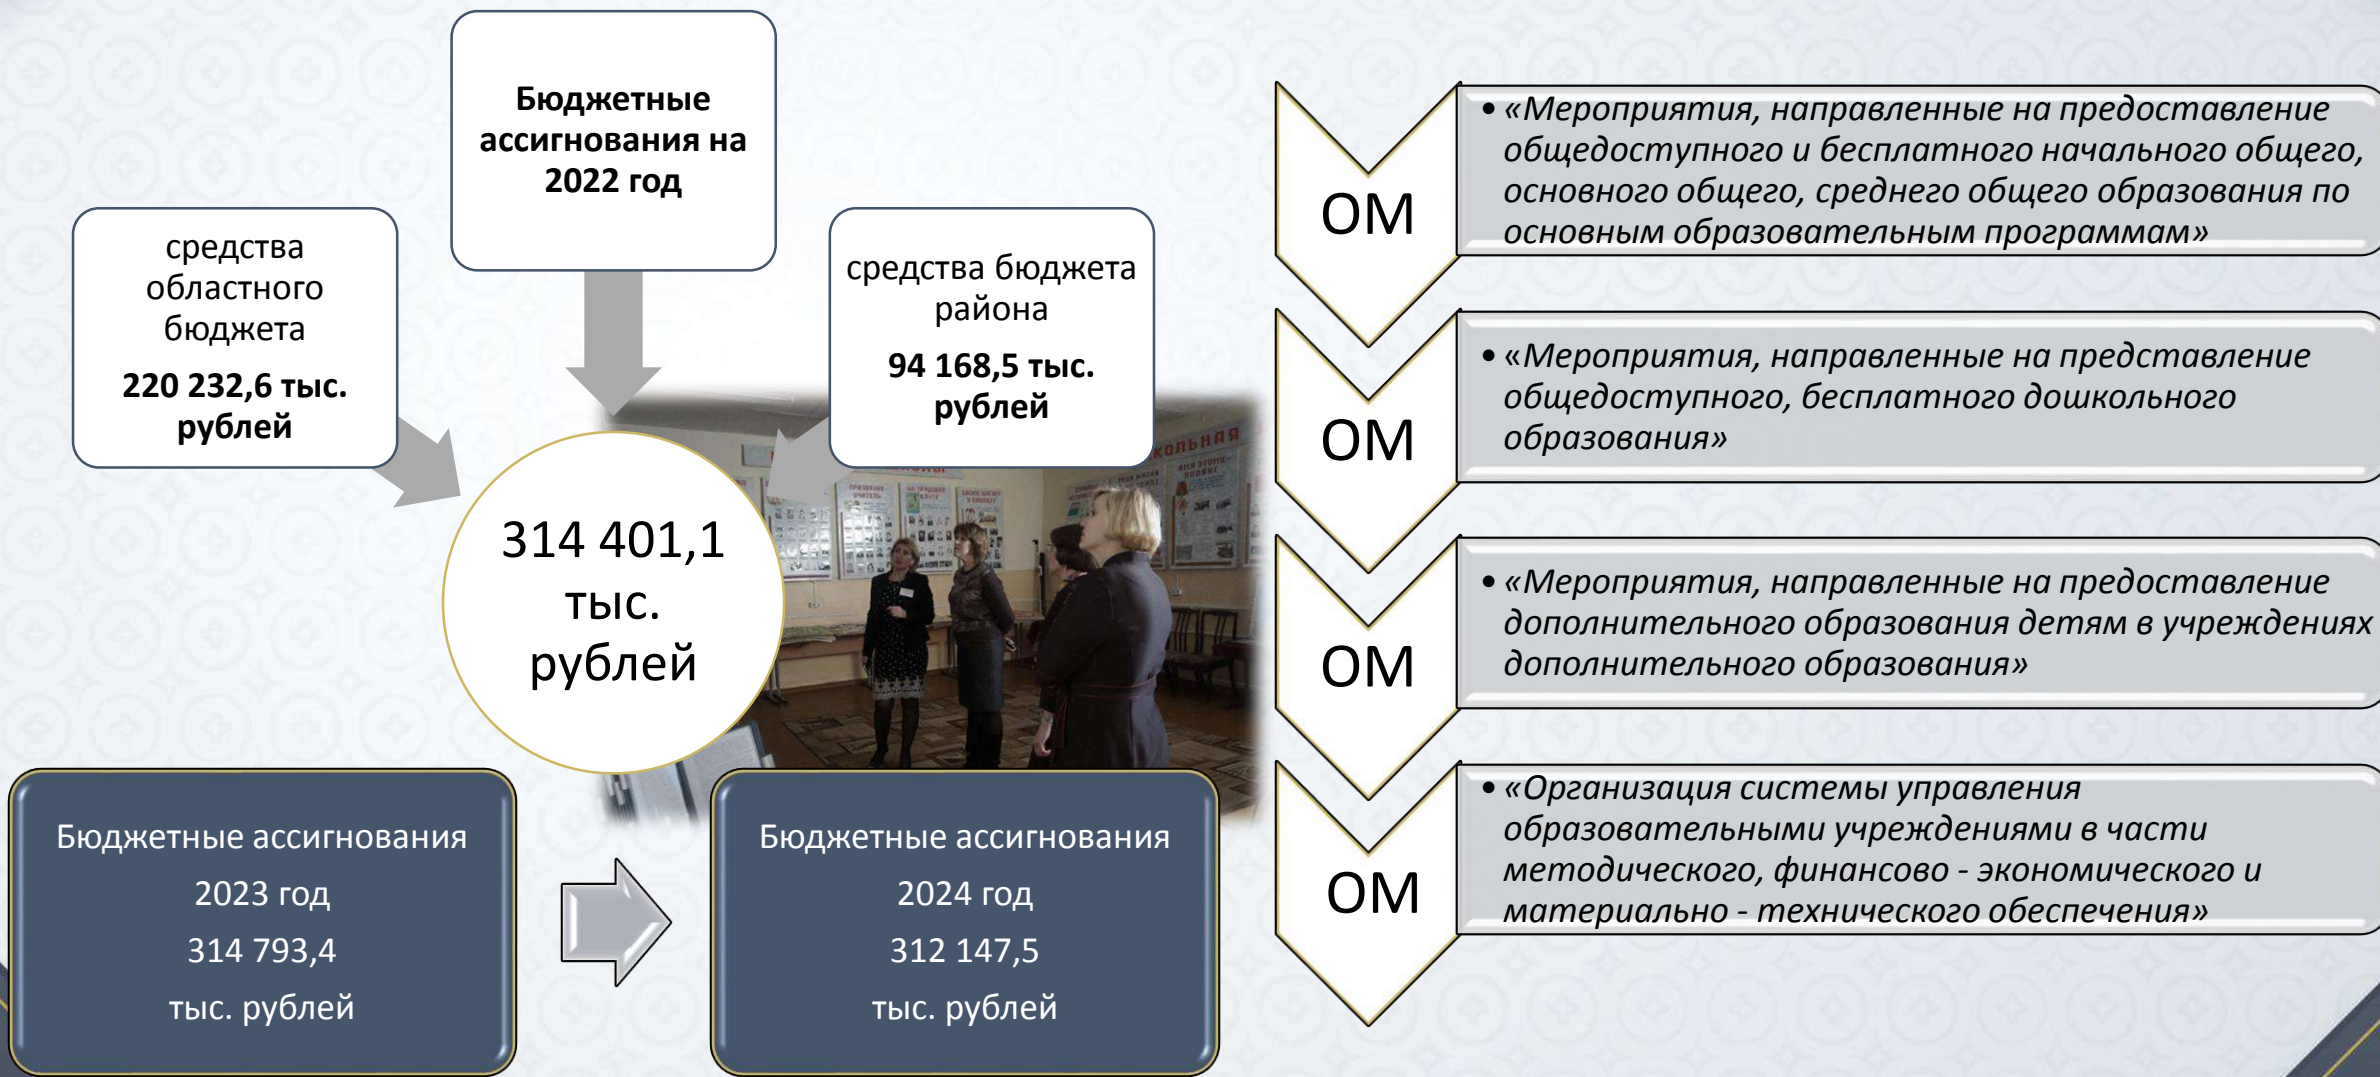 Бюджетные
ассигнования на
2022 год
средства
областного
бюджета
220 232,6 тыс.
рублей
средства бюджета
района
94 168,5 тыс.
рублей
314 401,1
тыс.
рублей
Бюджетные ассигнования
2023 год
314 793,4
тыс. рублей
Бюджетные ассигнования
2024 год
312 147,5
тыс. рублей
ОМ
• «Мероприятия, направленные на предоставление
общедоступного и бесплатного начального общего,
основного общего, среднего общего образования по
основным образовательным программам»
ОМ
• «Мероприятия, направленные на представление
общедоступного, бесплатного дошкольного
образования»
ОМ
• «Мероприятия, направленные на предоставление
дополнительного образования детям в учреждениях
дополнительного образования»
ОМ
• «Организация системы управления
образовательными учреждениями в части
методического, финансово - экономического и
материально - технического обеспечения»